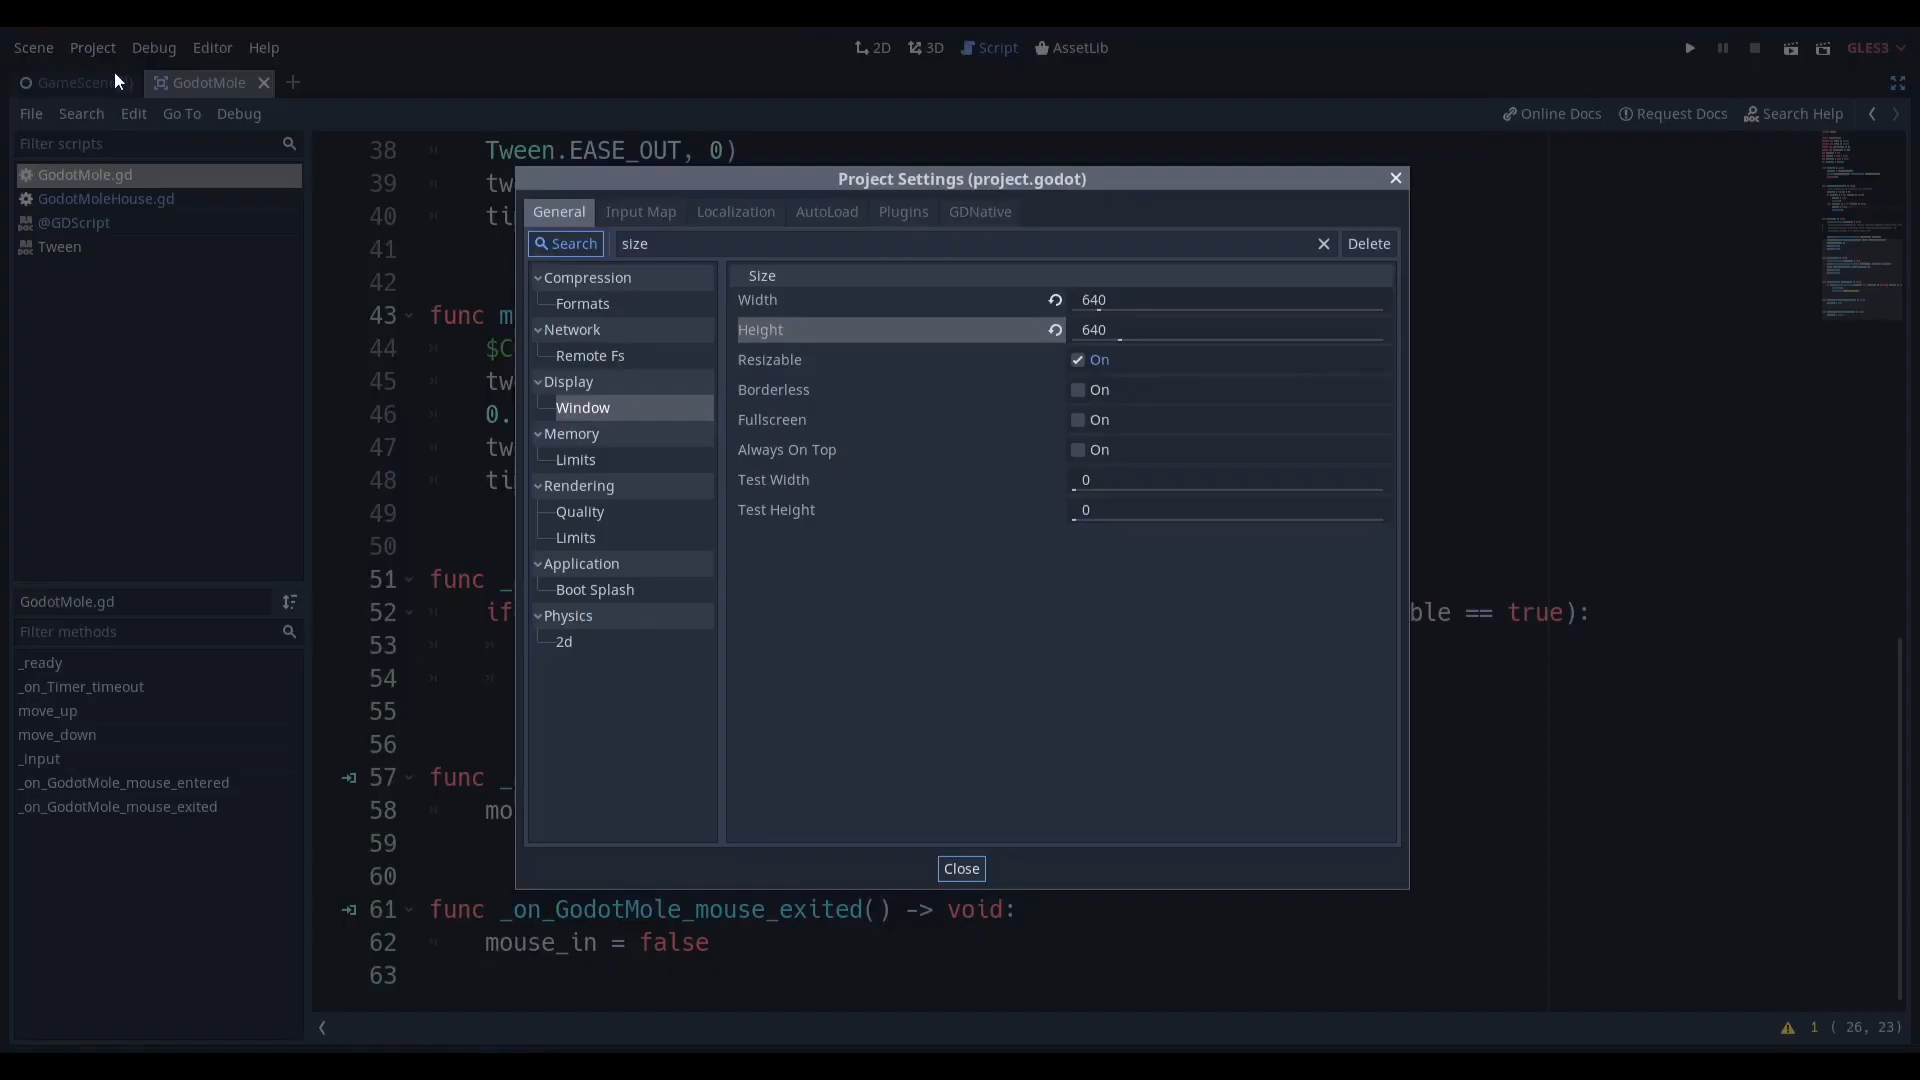 Scene Project Debug Editor Help
2D 3D Script AssetLib
GLES3
GameScene
GodotMole
File Search Edit Go To Debug
Online Docs Request Docs Search Help
Filter scripts
GodotMole.gd
GodotMoleHouse.gd
@GDScript
Tween
GodotMole.gd
Filter methods
_ready
_on_Timer_timeout
move_up
move_down
_input
_on_GodotMole_mouse_entered
_on_GodotMole_mouse_exited
38 Tween.EASE_OUT, 0)
39 tw
40
41
42
43 func m
44 $C
45 tw
46 0.
47 tw
48
49
50
51 func _
52 if ble == true):
53
54
55
56
57 func _
58 mo
59
60
61 func _on_GodotMole_mouse_exited() -> void:
62 mouse_in = false
63
Project Settings (project.godot)
General Input Map Localization AutoLoad Plugins GDNative
Search size Delete
Compression
Formats
Network
Remote Fs
Display
Window
Memory
Limits
Rendering
Quality
Limits
Application
Boot Splash
Physics
2d
Size
Width 640
Height 640
Resizable On
Borderless On
Fullscreen On
Always On Top On
Test Width 0
Test Height 0
Close
1 ( 26, 23)